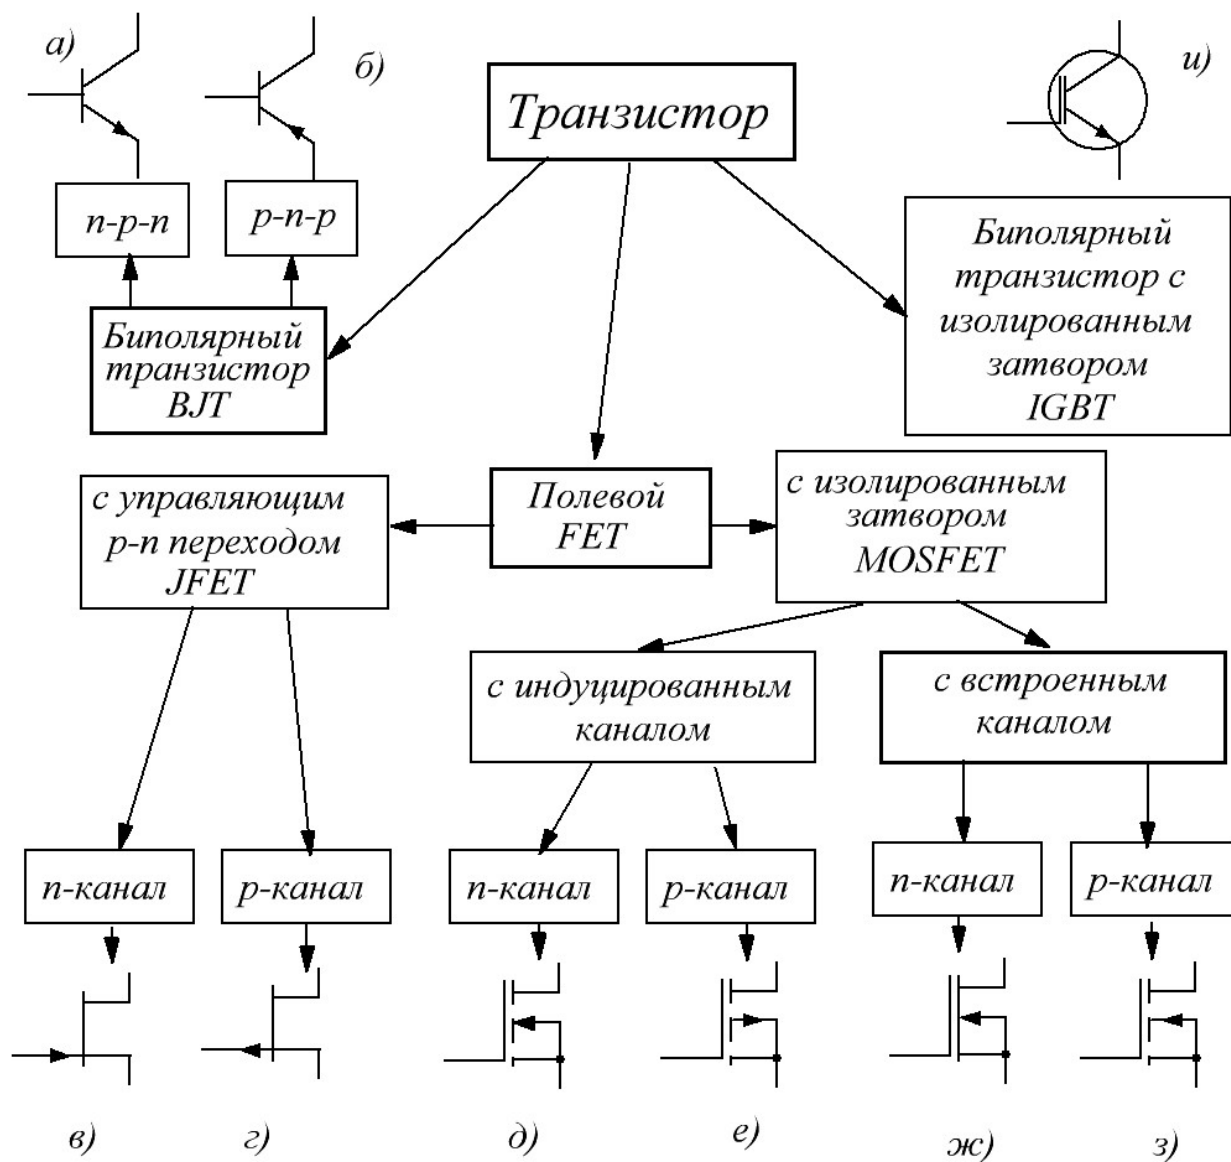 а)
б)
и)
Транзистор
n-p-n
p-n-p
Биполярный
транзистор с
изолированным
затвором
IGBT
Биполярный
транзистор
BJT
с управляющим
p-n переходом
JFET
Полевой
FET
с изолированным
затвором
MOSFET
с индуцированным
каналом
с встроенным
каналом
n-канал
p-канал
n-канал
p-канал
n-канал
p-канал
в)
г)
д)
е)
ж)
з)